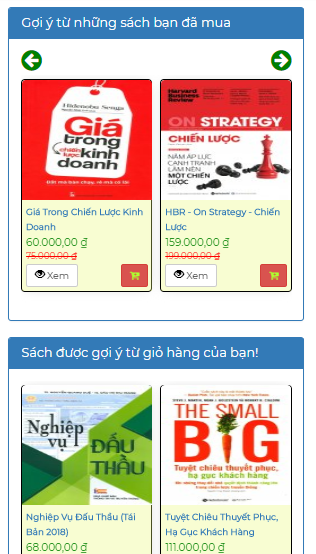 Gợi ý từ những sách bạn đã mua
Hidenobu Senga
Giá
trong
chiến lược
kinh
doanh
Harvard
Business
Review
ON STRATEGY
CHIẾN LƯỢC
NẮM ÁP LỰC
CẠNH TRANH
LÀM NÊN
MỘT CHIẾN
LƯỢC
Giá Trong Chiến Lược Kinh
Doanh
60.000,00 ₫
75.000,00 ₫
Xem
HBR - On Strategy - Chiến
Lược
159.000,00 ₫
199.000,00 ₫
Xem
Sách được gợi ý từ giỏ hàng của bạn!
Nghiệp
vụ
ĐẤU
THẦU
THE SMALL
BIG
Tuyệt chiêu thuyết phục,
hạ gục khách hàng
Nghiệp Vụ Đấu Thầu (Tái
Bản 2018)
68.000,00 ₫
Tuyệt Chiêu Thuyết Phục,
Hạ Gục Khách Hàng
111.000,00 ₫